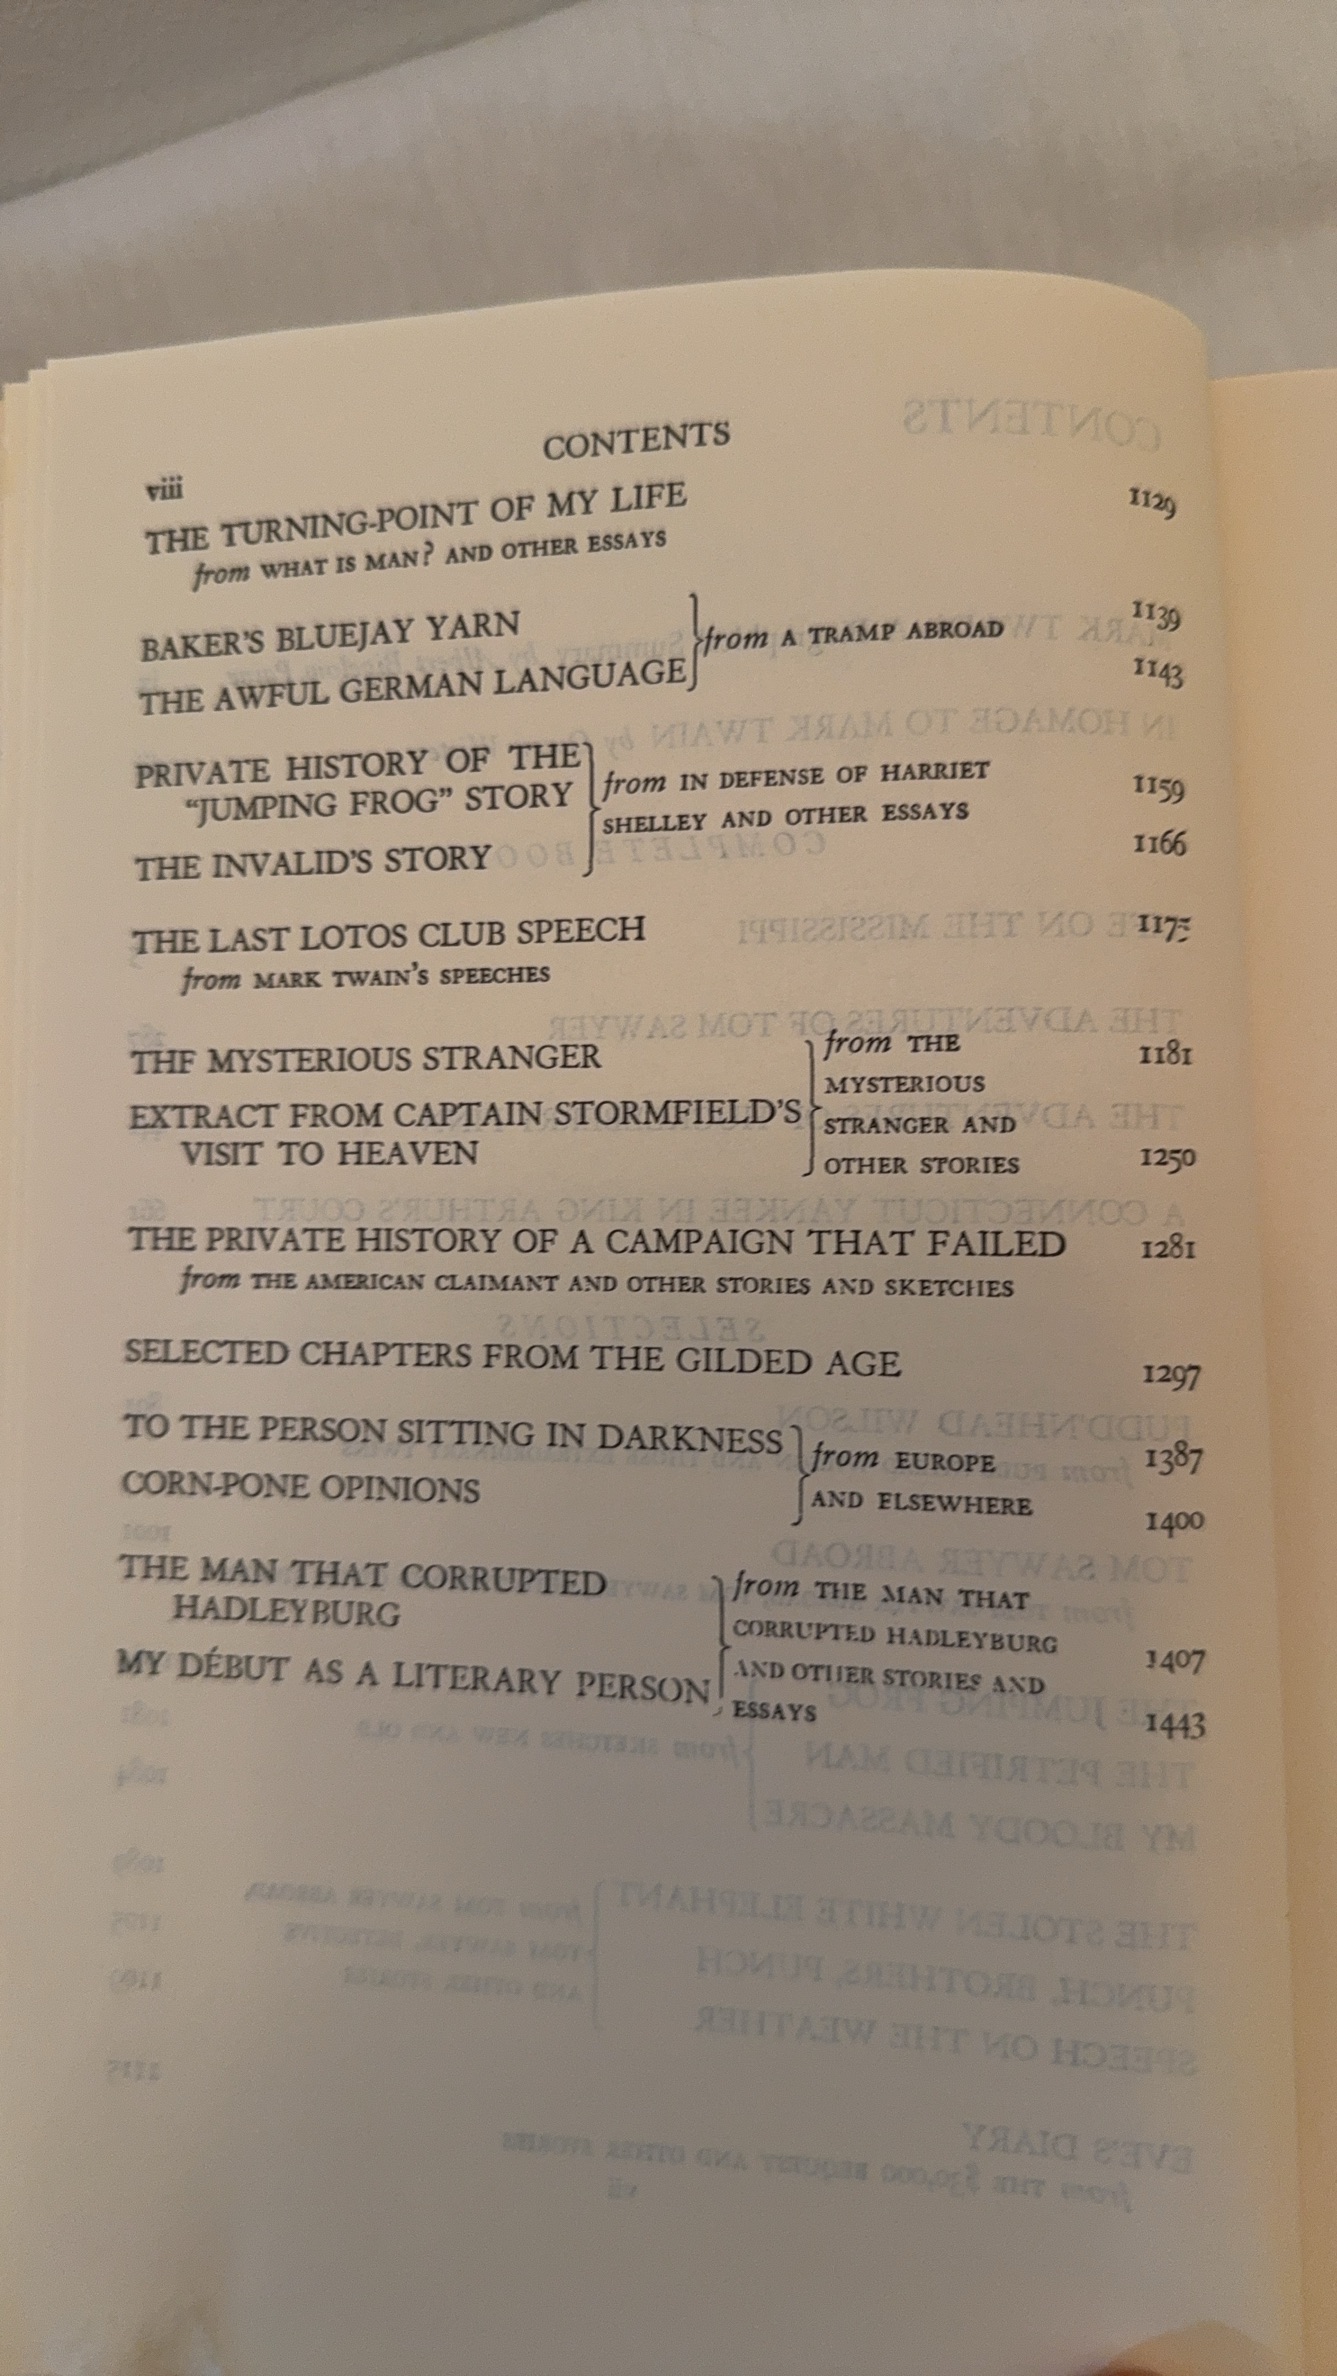 CONTENTS
viii
THE TURNING-POINT OF MY LIFE 1129
from WHAT IS MAN? AND OTHER ESSAYS
BAKER'S BLUEJAY YARN 1139
from A TRAMP ABROAD
THE AWFUL GERMAN LANGUAGE 1143
PRIVATE HISTORY OF THE
"JUMPING FROG" STORY 1159
from IN DEFENSE OF HARRIET
SHELLEY AND OTHER ESSAYS
THE INVALID'S STORY 1166
THE LAST LOTOS CLUB SPEECH
from MARK TWAIN'S SPEECHES
THF MYSTERIOUS STRANGER 1181
from THE
MYSTERIOUS
STRANGER AND
OTHER STORIES
EXTRACT FROM CAPTAIN STORMFIELD'S
VISIT TO HEAVEN 1250
THE PRIVATE HISTORY OF A CAMPAIGN THAT FAILED 1281
from THE AMERICAN CLAIMANT AND OTHER STORIES AND SKETCHES
SELECTED CHAPTERS FROM THE GILDED AGE 1297
TO THE PERSON SITTING IN DARKNESS 1387
from EUROPE
AND ELSEWHERE
CORN-PONE OPINIONS 1400
THE MAN THAT CORRUPTED
HADLEYBURG 1407
from THE MAN THAT
CORRUPTED HADLEYBURG
AND OTHER STORIES AND
ESSAYS
MY DÉBUT AS A LITERARY PERSON 1443